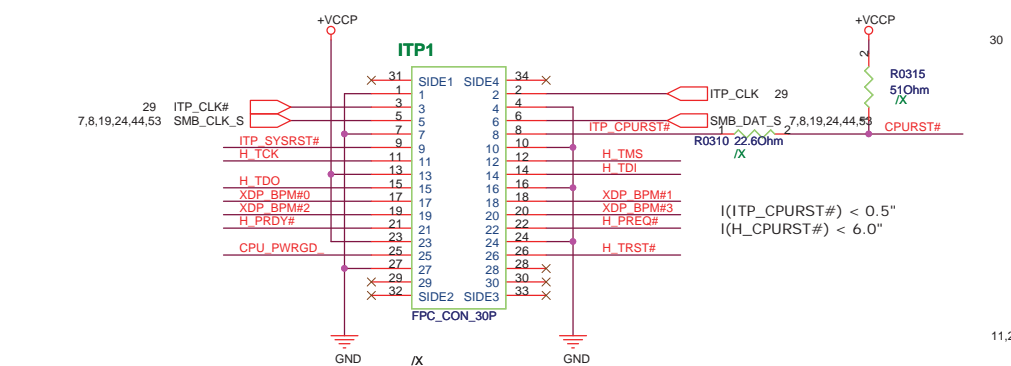 +VCCP
+VCCP
30
ITP1
2
R0315
51Ohm
/X
31 SIDE1 SIDE4 34
1 1 2 2 ITP_CLK 29
29 ITP_CLK# 3 3 4 4
7,8,19,24,44,53 SMB_CLK_S 5 5 6 6 SMB_DAT_S 7,8,19,24,44,53
7 7 8 8 ITP_CPURST# 1 2 CPURST#
R0310 22.6Ohm
/X
ITP_SYSRST# 9 9 10 10
H_TCK 11 11 12 12 H_TMS
13 13 14 14 H_TDI
H_TDO 15 15 16 16
XDP_BPM#0 17 17 18 18 XDP_BPM#1
XDP_BPM#2 19 19 20 20 XDP_BPM#3
H_PRDY# 21 21 22 22 H_PREQ#
23 23 24 24
CPU_PWRGD_ 25 25 26 26 H_TRST#
27 27 28 28
29 29 30 30
32 SIDE2 SIDE3 33
FPC_CON_30P
l(ITP_CPURST#) < 0.5"
l(H_CPURST#) < 6.0"
GND
/X
GND
11,2